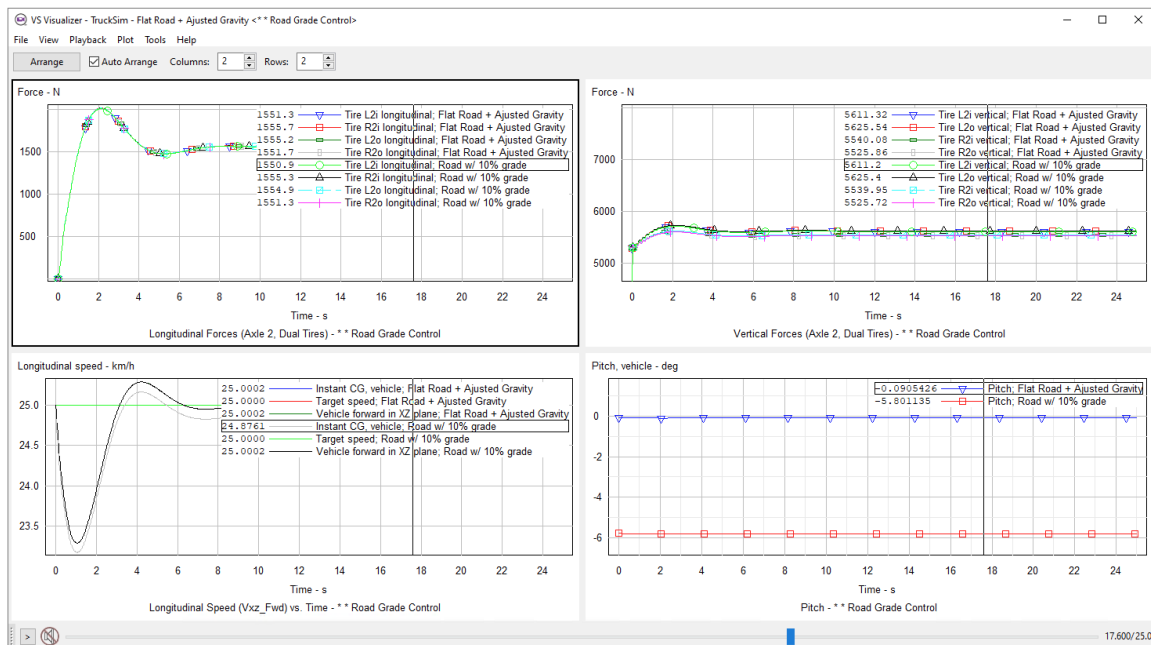 VS Visualizer - TruckSim - Flat Road + Ajusted Gravity <* * Road Grade Control>
File View Playback Plot Tools Help
Arrange Auto Arrange Columns: 2 Rows: 2
Force - N
1551.3 Tire L2i longitudinal; Flat Road + Ajusted Gravity
1555.7 Tire R2i longitudinal; Flat Road + Ajusted Gravity
1555.2 Tire L2o longitudinal; Flat Road + Ajusted Gravity
1551.7 Tire R2o longitudinal; Flat Road + Ajusted Gravity
1550.9 Tire L2i longitudinal; Road w/ 10% grade
1555.3 Tire R2i longitudinal; Road w/ 10% grade
1554.9 Tire L2o longitudinal; Road w/ 10% grade
1551.3 Tire R2o longitudinal; Road w/ 10% grade
1500
1000
500
0 2 4 6 8 10 12 14 16 18 20 22 24
Time - s
Longitudinal Forces (Axle 2, Dual Tires) - * * Road Grade Control
Force - N
5611.32 Tire L2i vertical; Flat Road + Ajusted Gravity
5625.54 Tire L2o vertical; Flat Road + Ajusted Gravity
5540.08 Tire R2i vertical; Flat Road + Ajusted Gravity
5525.86 Tire R2o vertical; Flat Road + Ajusted Gravity
5611.2 Tire L2i vertical; Road w/ 10% grade
5625.4 Tire L2o vertical; Road w/ 10% grade
5539.95 Tire R2i vertical; Road w/ 10% grade
5525.72 Tire R2o vertical; Road w/ 10% grade
7000
6000
5000
0 2 4 6 8 10 12 14 16 18 20 22 24
Time - s
Vertical Forces (Axle 2, Dual Tires) - * * Road Grade Control
Longitudinal speed - km/h
25.0002 Instant CG, vehicle; Flat Road + Ajusted Gravity
25.0000 Target speed; Flat Road + Ajusted Gravity
25.0002 Vehicle forward in XZ plane; Flat Road + Ajusted Gravity
24.8761 Instant CG, vehicle; Road w/ 10% grade
25.0000 Target speed; Road w/ 10% grade
25.0002 Vehicle forward in XZ plane; Road w/ 10% grade
25.0
24.5
24.0
23.5
0 2 4 6 8 10 12 14 16 18 20 22 24
Time - s
Longitudinal Speed (Vxz_Fwd) vs. Time - * * Road Grade Control
Pitch, vehicle - deg
-0.0905426 Pitch; Flat Road + Ajusted Gravity
-5.801135 Pitch; Road w/ 10% grade
0
-2
-4
-6
0 2 4 6 8 10 12 14 16 18 20 22 24
Time - s
Pitch - * * Road Grade Control
> 17.600/25.0